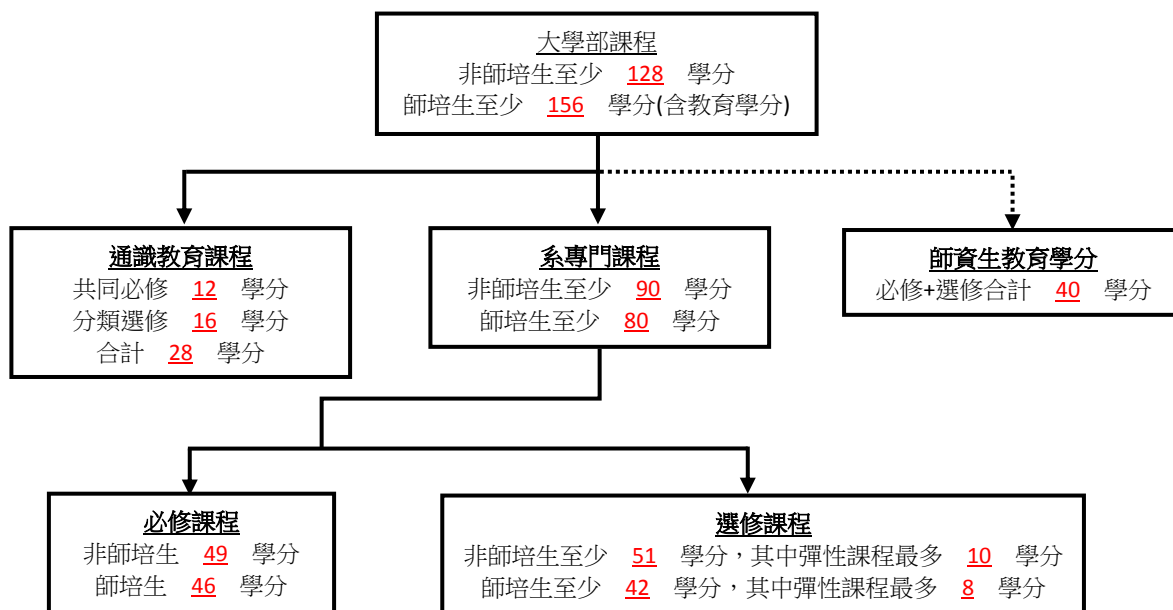 大學部課程
非師培生至少 128 學分
師培生至少 156 學分(含教育學分)
通識教育課程
共同必修 12 學分
分類選修 16 學分
合計 28 學分
系專門課程
非師培生至少 90 學分
師培生至少 80 學分
師資生教育學分
必修+選修合計 40 學分
必修課程
非師培生 49 學分
師培生 46 學分
選修課程
非師培生至少 51 學分，其中彈性課程最多 10 學分
師培生至少 42 學分，其中彈性課程最多 8 學分